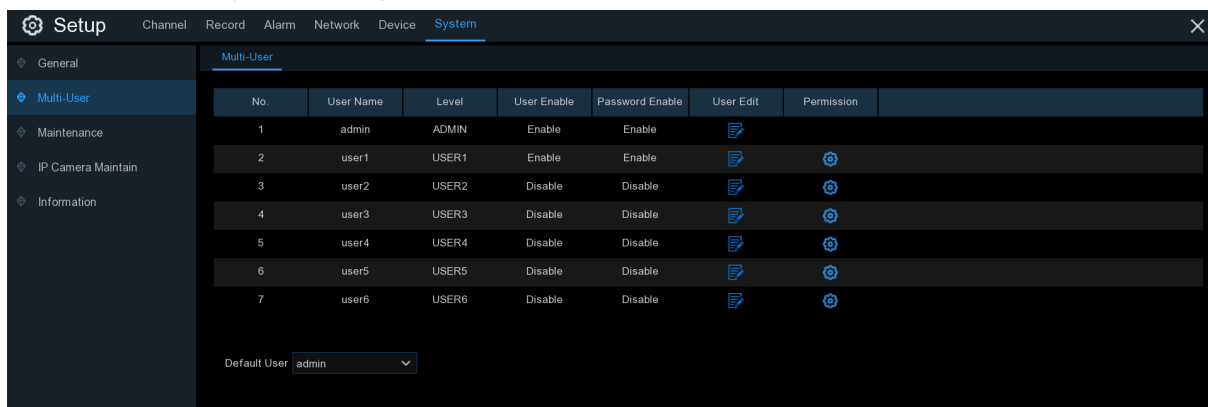 Setup Channel Record Alarm Network Device System
General
Multi-User
Maintenance
IP Camera Maintain
Information
Multi-User
No. User Name Level User Enable Password Enable User Edit Permission
1 admin ADMIN Enable Enable
2 user1 USER1 Enable Enable
3 user2 USER2 Disable Disable
4 user3 USER3 Disable Disable
5 user4 USER4 Disable Disable
6 user5 USER5 Disable Disable
7 user6 USER6 Disable Disable
Default User admin